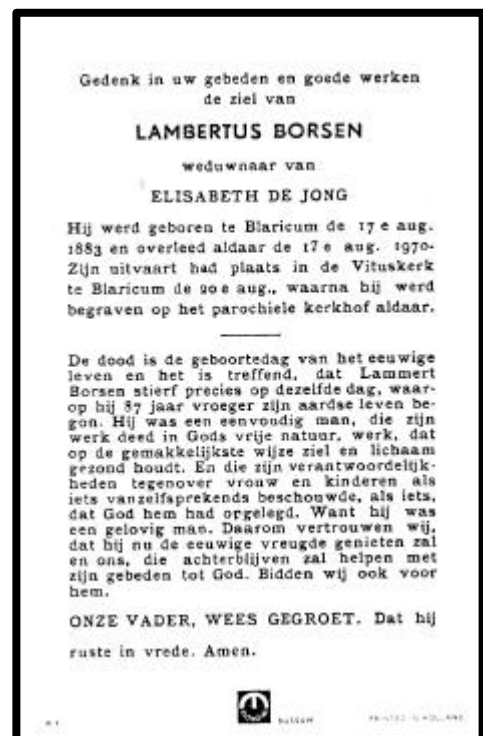 Gedenk in uw gebeden en goede werken
de ziel van
LAMBERTUS BORSEN
weduwnaar van
ELISABETH DE JONG
Hij werd geboren te Blaricum de 17e aug.
1883 en overleed aldaar de 17e aug. 1970.
Zijn uitvaart had plaats in de Vituskerk
te Blaricum de 20e aug., waarna hij werd
begraven op het parochiele kerkhof aldaar.
De dood is de geboortedag van het eeuwige
leven en het is treffend, dat Lammert
Borsen stierf precies op dezelfde dag, waar-
op hij 87 jaar vroeger zijn aardse leven be-
gon. Hij was een eenvoudig man, die zijn
werk deed in Gods vrije natuur, werk, dat
op de gemakkelijkste wijze ziel en lichaam
gezond houdt. En die zijn verantwoordelijk-
heden tegenover vrouw en kinderen als
iets vanzelfsprekends beschouwde, als iets,
dat God hem had opgelegd. Want hij was
een gelovig man. Daarom vertrouwen wij,
dat hij nu de eeuwige vreugde genieten zal
en ons, die achterblijven zal helpen met
zijn gebeden tot God. Bidden wij ook voor
hem.
ONZE VADER, WEES GEGROET. Dat hij
ruste in vrede. Amen.
BUSSUM PRINTED IN HOLLAND